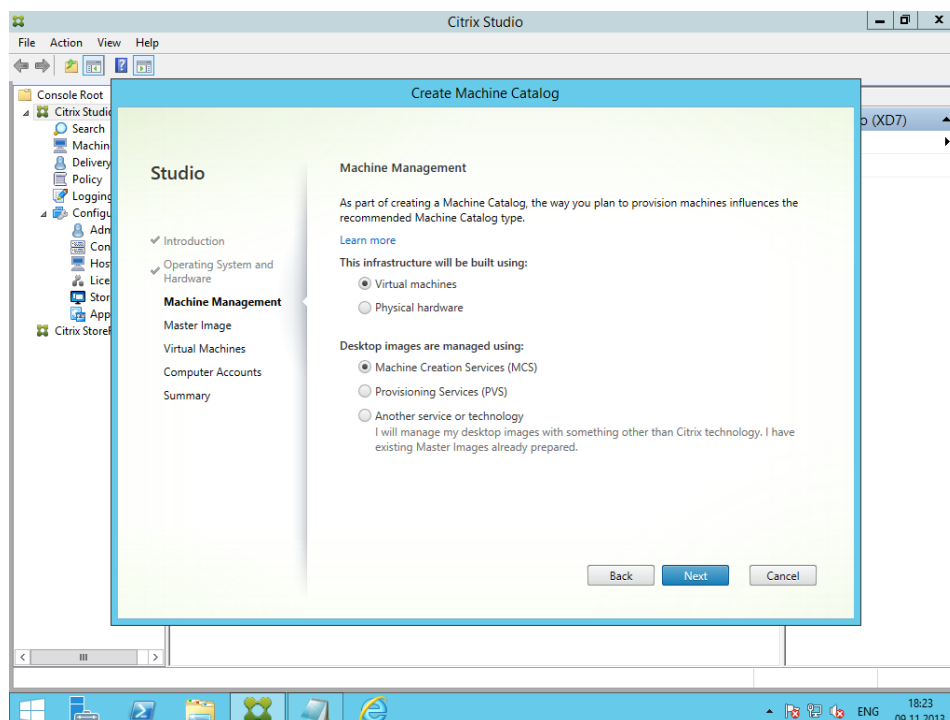 Citrix Studio
File Action View Help
Console Root
Citrix Studio
Search
Machin
Delivery
Policy
Logging
Configu
Adm
Con
Hos
Lice
Stor
App
Citrix StoreF
o (XD7)
Create Machine Catalog
Studio
Introduction
Operating System and
Hardware
Machine Management
Master Image
Virtual Machines
Computer Accounts
Summary
Machine Management
As part of creating a Machine Catalog, the way you plan to provision machines influences the
recommended Machine Catalog type.
Learn more
This infrastructure will be built using:
Virtual machines
Physical hardware
Desktop images are managed using:
Machine Creation Services (MCS)
Provisioning Services (PVS)
Another service or technology
I will manage my desktop images with something other than Citrix technology. I have
existing Master Images already prepared.
Back Next Cancel
ENG
18:23
09.11.2013